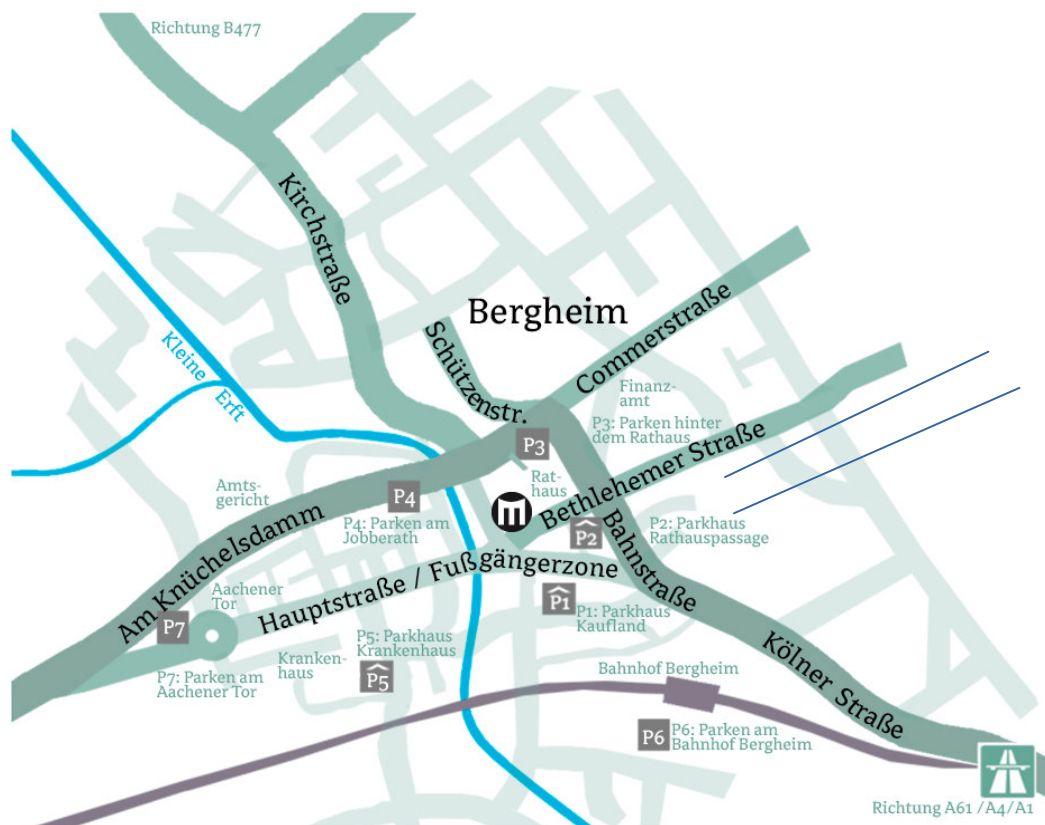 Richtung B477
Kirchstraße
Bergheim
Schützenstr.
Commerstraße
Kleine
Erft
Finanz-
amt
P3: Parken hinter
dem Rathaus
P3
Rat-
haus
Bethlehemer Straße
Amts-
gericht
P4
P4: Parken am
Jobberath
P2
P2: Parkhaus
Rathauspassage
Am Knüchelsdamm
Bahnstraße
Hauptstraße / Fußgängerzone
Aachener
Tor
P1
P1: Parkhaus
Kaufland
P7
P5: Parkhaus
Krankenhaus
Kranken-
haus
P5
P7: Parken am
Aachener Tor
Kölner Straße
Bahnhof Bergheim
P6
P6: Parken am
Bahnhof Bergheim
Richtung A61 /A4/A1